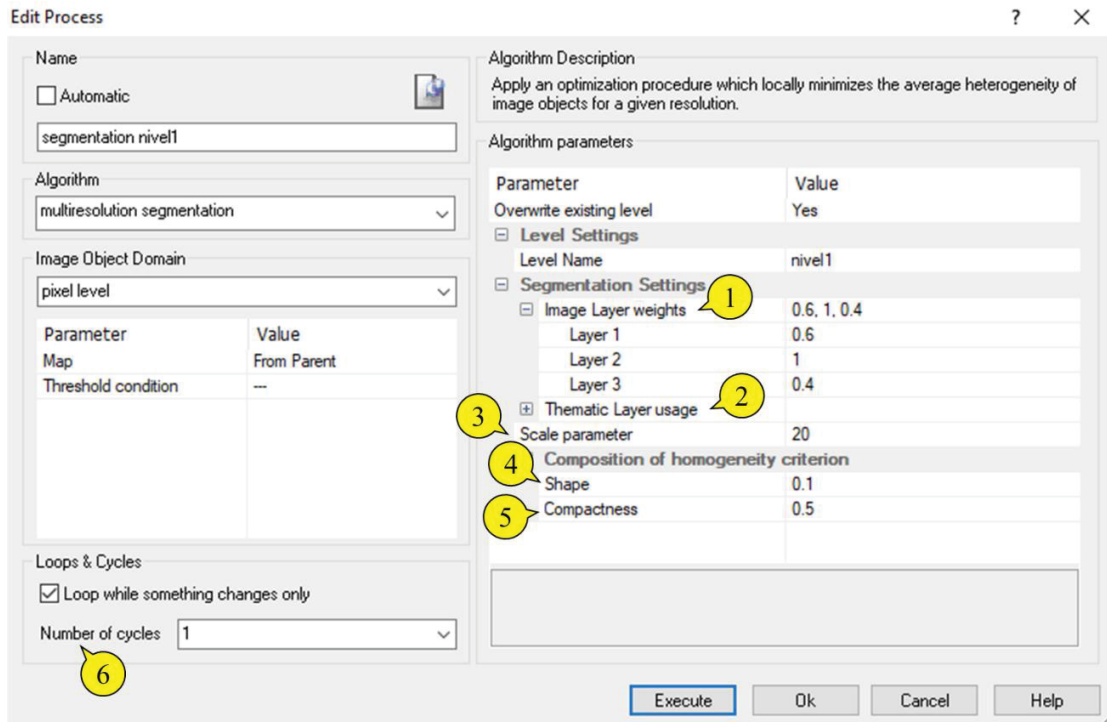 Edit Process
?
Name
Automatic
segmentation nivel1
Algorithm
multiresolution segmentation
Image Object Domain
pixel level
Parameter Value
Map From Parent
Threshold condition ---
Loops & Cycles
Loop while something changes only
Number of cycles 1
6
Algorithm Description
Apply an optimization procedure which locally minimizes the average heterogeneity of
image objects for a given resolution.
Algorithm parameters
Parameter Value
Overwrite existing level Yes
Level Settings
Level Name nivel1
Segmentation Settings
1
Image Layer weights 0.6, 1, 0.4
Layer 1 0.6
Layer 2 1
Layer 3 0.4
2
Thematic Layer usage
3
Scale parameter 20
4
Composition of homogeneity criterion
Shape 0.1
5
Compactness 0.5
Execute Ok Cancel Help